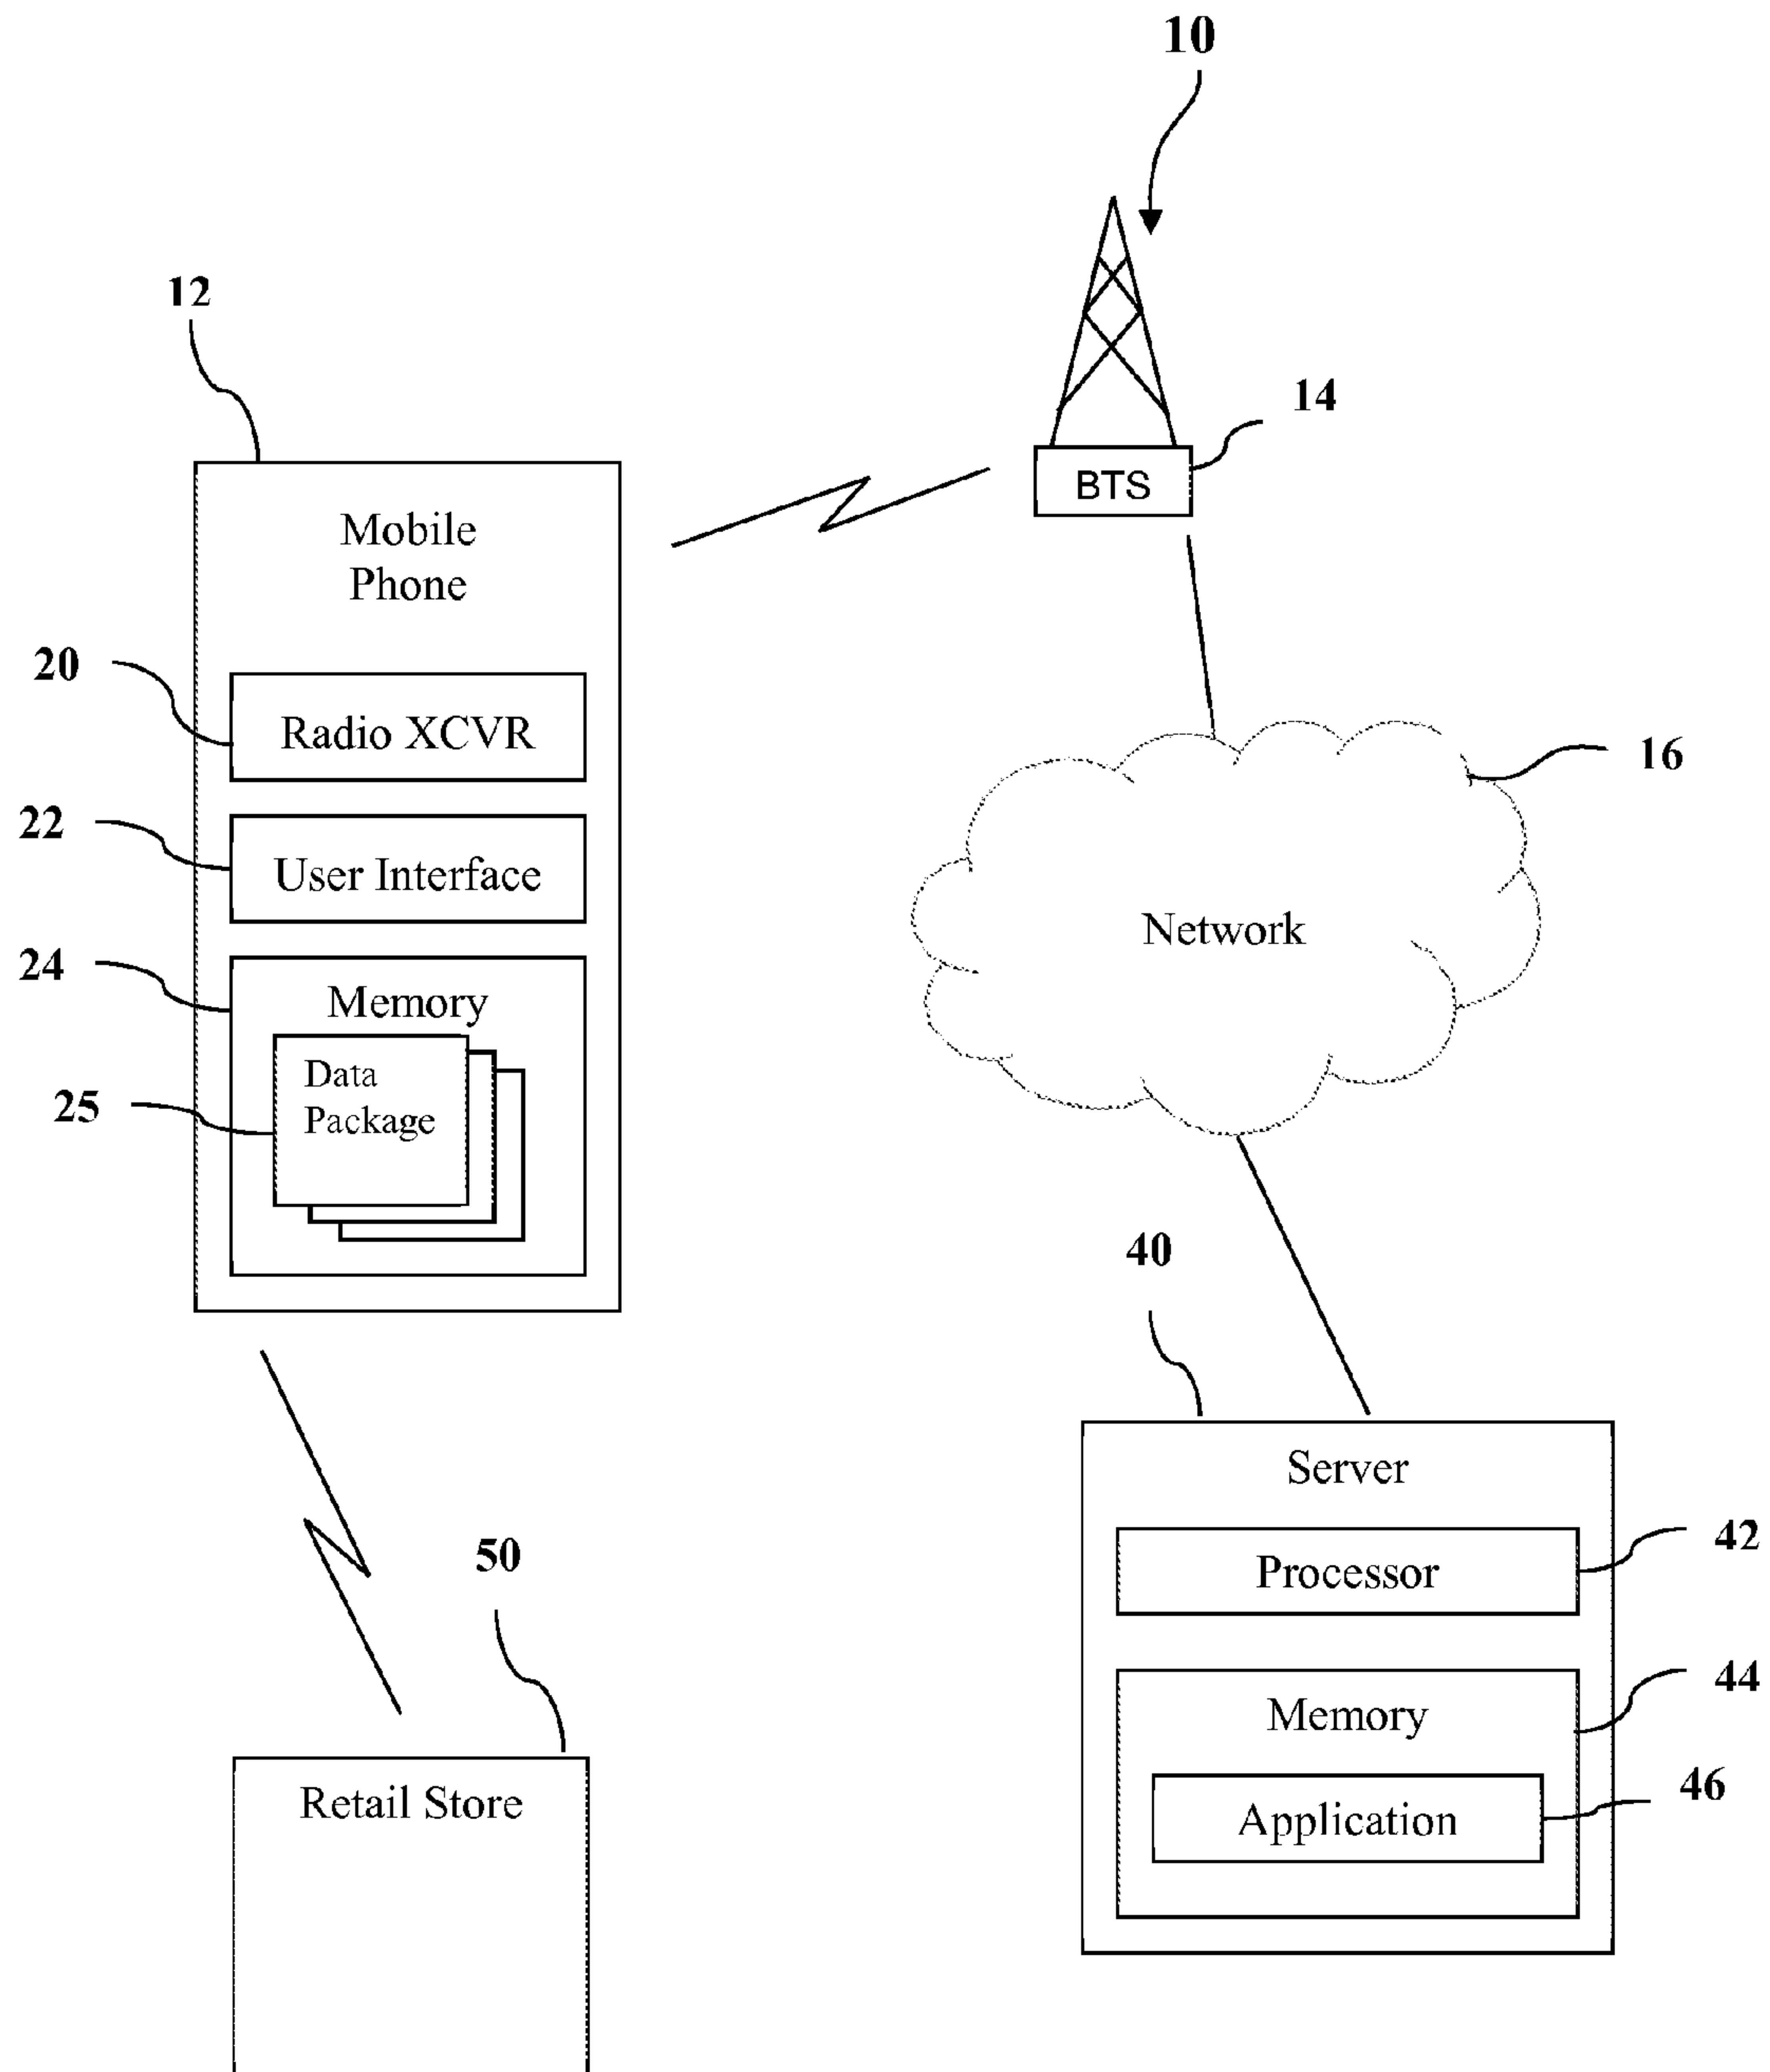 10
12
14
BTS
Mobile
Phone
20
Radio XCVR
16
22
User Interface
Network
24
Memory
Data
Package
25
40
Server
50
42
Processor
44
Memory
46
Retail Store
Application